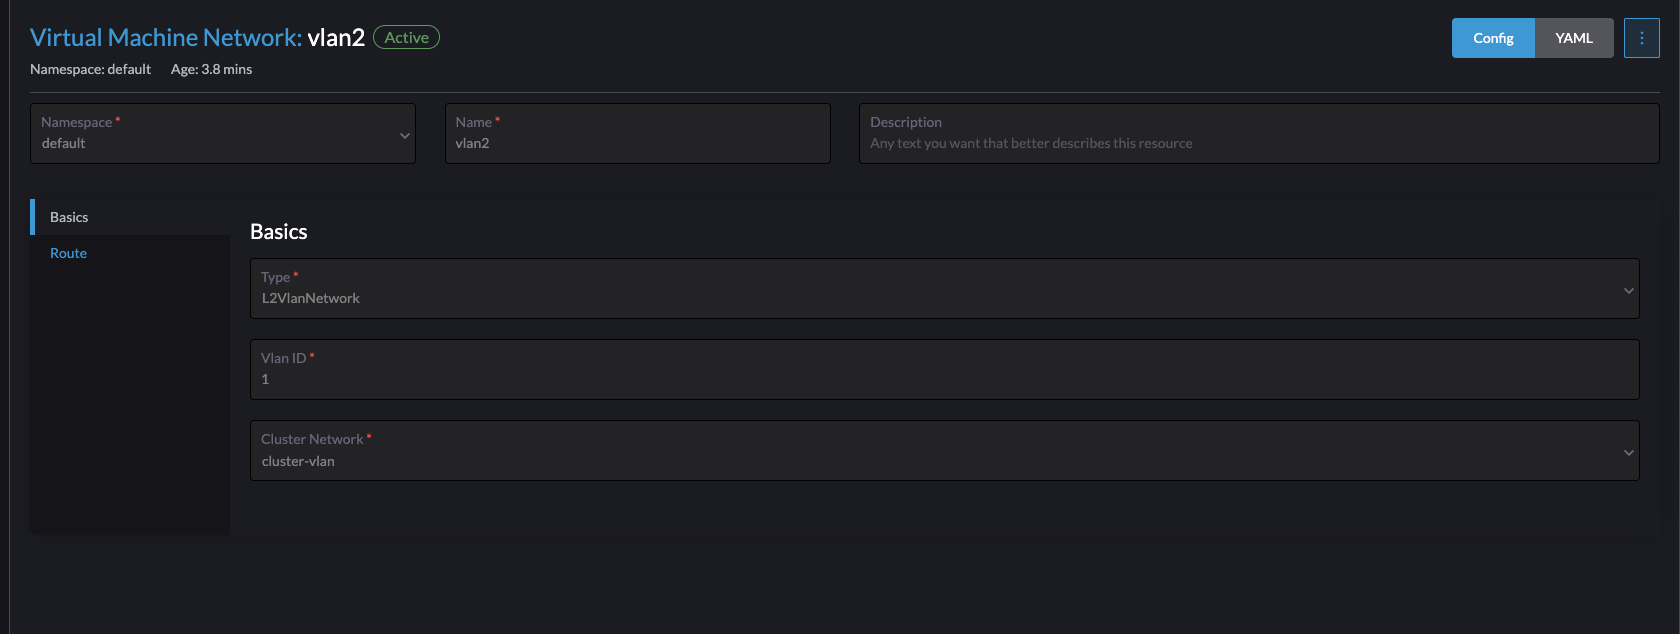 Virtual Machine Network: vlan2 Active
Config YAML
Namespace: default Age: 3.8 mins
Namespace *
default
Name *
vlan2
Description
Any text you want that better describes this resource
Basics
Route
Basics
Type *
L2VlanNetwork
Vlan ID *
1
Cluster Network *
cluster-vlan